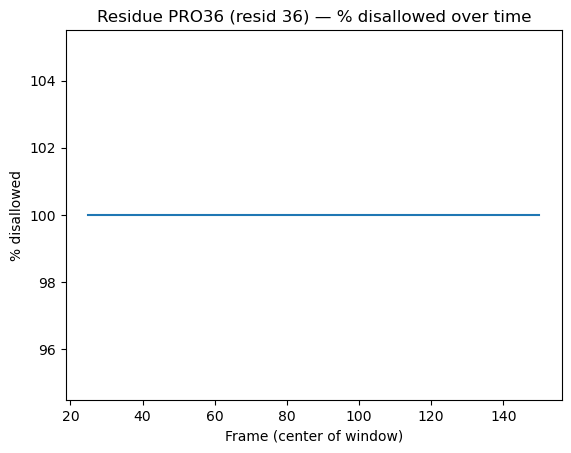 Residue PRO36 (resid 36) — % disallowed over time
% disallowed
104
102
100
98
96
20 40 60 80 100 120 140
Frame (center of window)